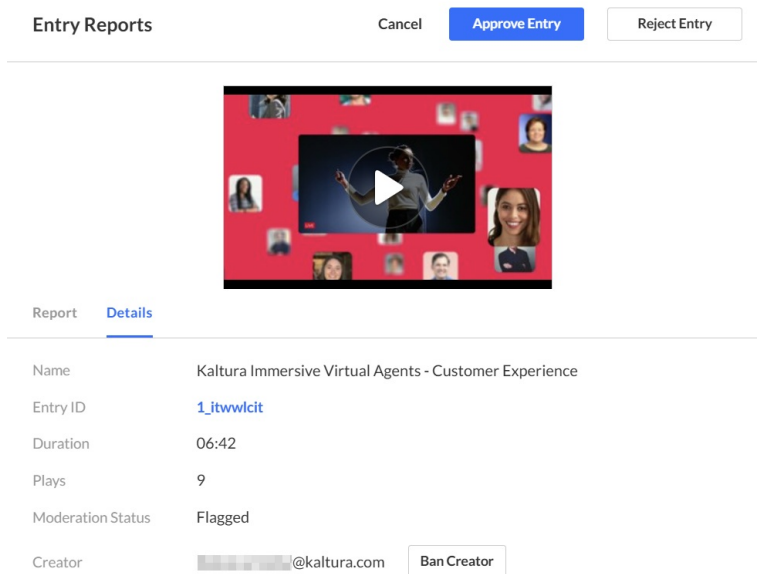 Entry Reports Cancel Approve Entry Reject Entry
LIVE
Report Details
Name Kaltura Immersive Virtual Agents - Customer Experience
Entry ID 1_itwwlcit
Duration 06:42
Plays 9
Moderation Status Flagged
Creator @kaltura.com Ban Creator